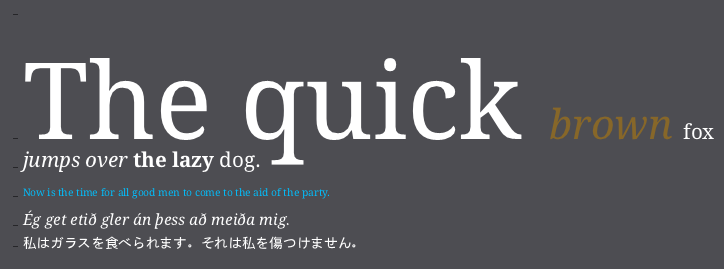 The quick brown fox
jumps over the lazy dog.
Now is the time for all good men to come to the aid of the party.
Ég get etið gler án þess að meiða mig.
私はガラスを食べられます。それは私を傷つけません。